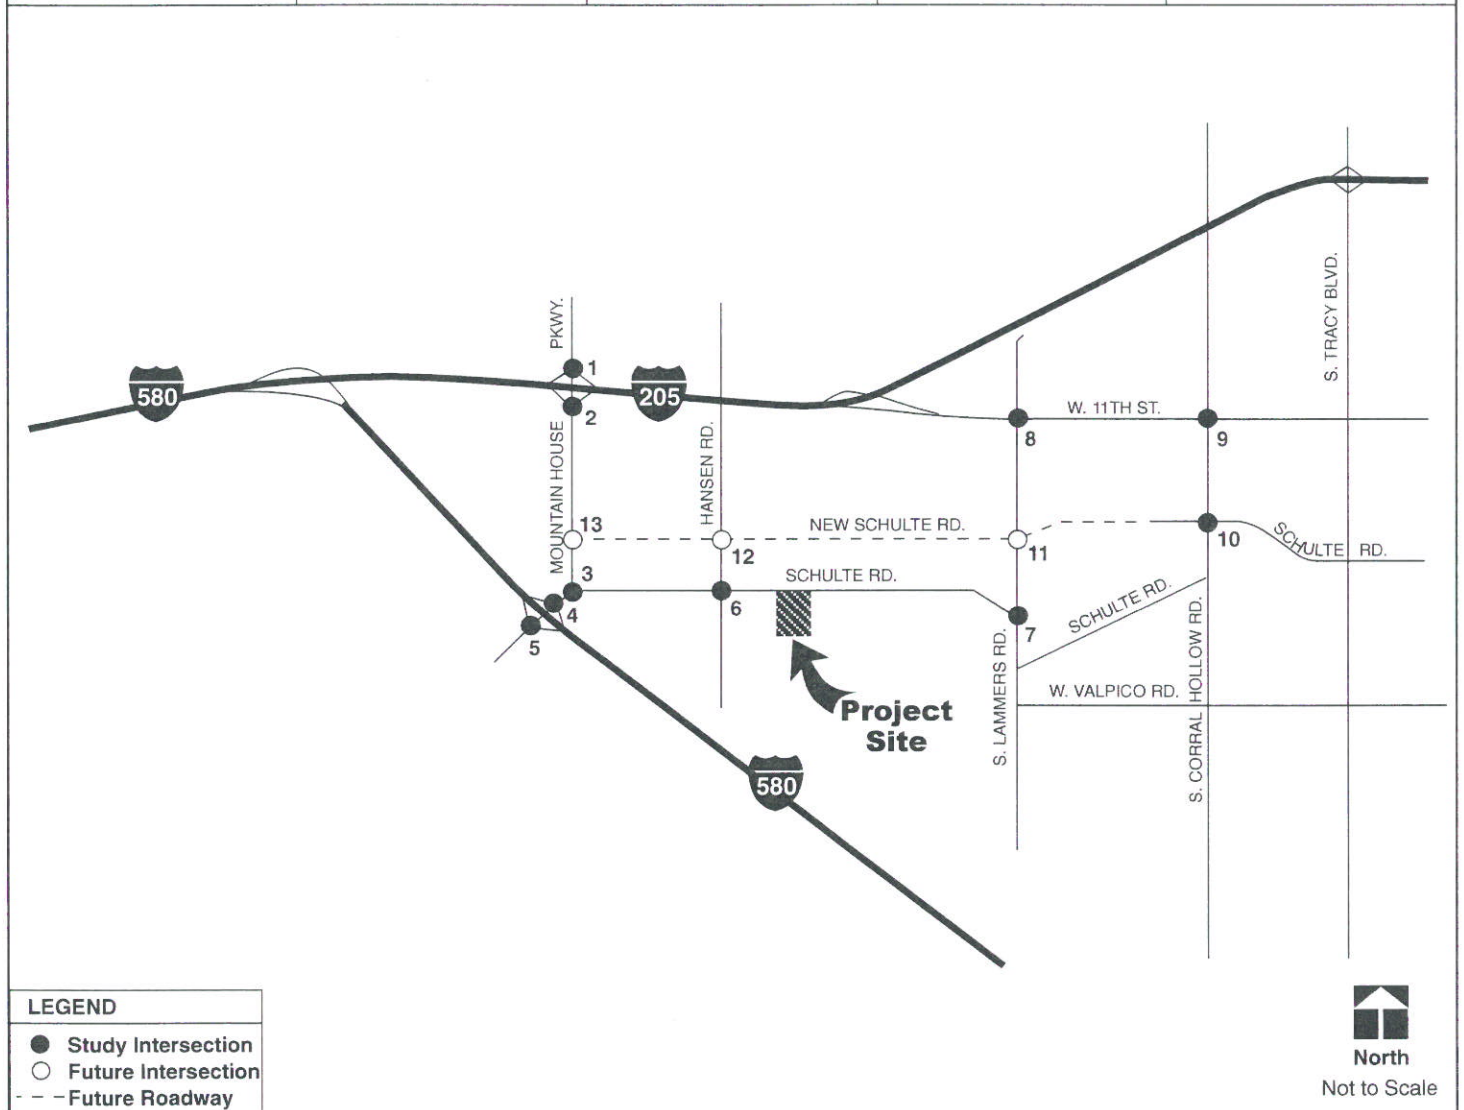 S. TRACY BLVD.
PKWY.
1
580
205
2
W. 11TH ST.
8
9
MOUNTAIN HOUSE
HANSEN RD.
13
NEW SCHULTE RD.
12
11
10
SCHULTE RD.
3
SCHULTE RD.
4
6
5
7
SCHULTE RD.
S. LAMMERS RD.
S. CORRAL HOLLOW RD.
W. VALPICO RD.
Project
Site
580
LEGEND
Study Intersection
Future Intersection
Future Roadway
North
Not to Scale